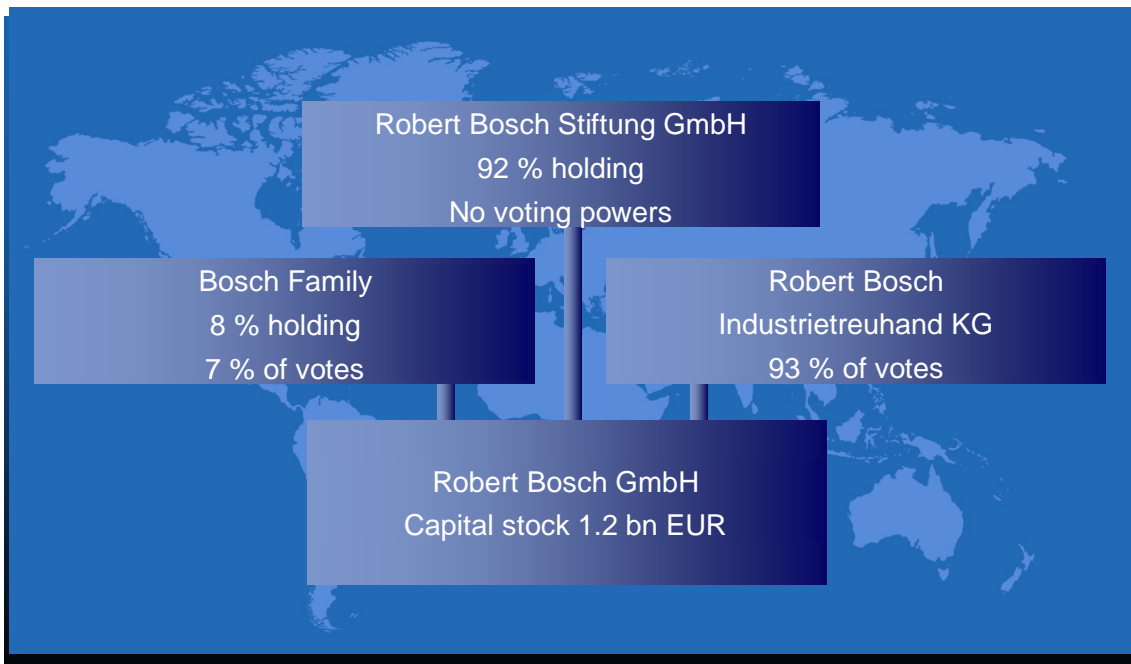 Robert Bosch Stiftung GmbH
92 % holding
No voting powers
Bosch Family
8 % holding
7 % of votes
Robert Bosch
Industrietreuhand KG
93 % of votes
Robert Bosch GmbH
Capital stock 1.2 bn EUR